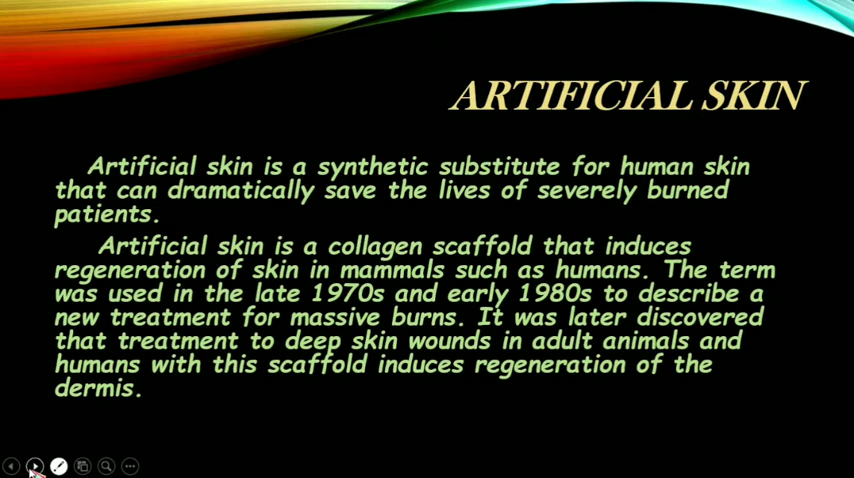 ARTIFICIAL SKIN
Artificial skin is a synthetic substitute for human skin
that can dramatically save the lives of severely burned
patients.
Artificial skin is a collagen scaffold that induces
regeneration of skin in mammals such as humans. The term
was used in the late 1970s and early 1980s to describe a
new treatment for massive burns. It was later discovered
that treatment to deep skin wounds in adult animals and
humans with this scaffold induces regeneration of the
dermis.